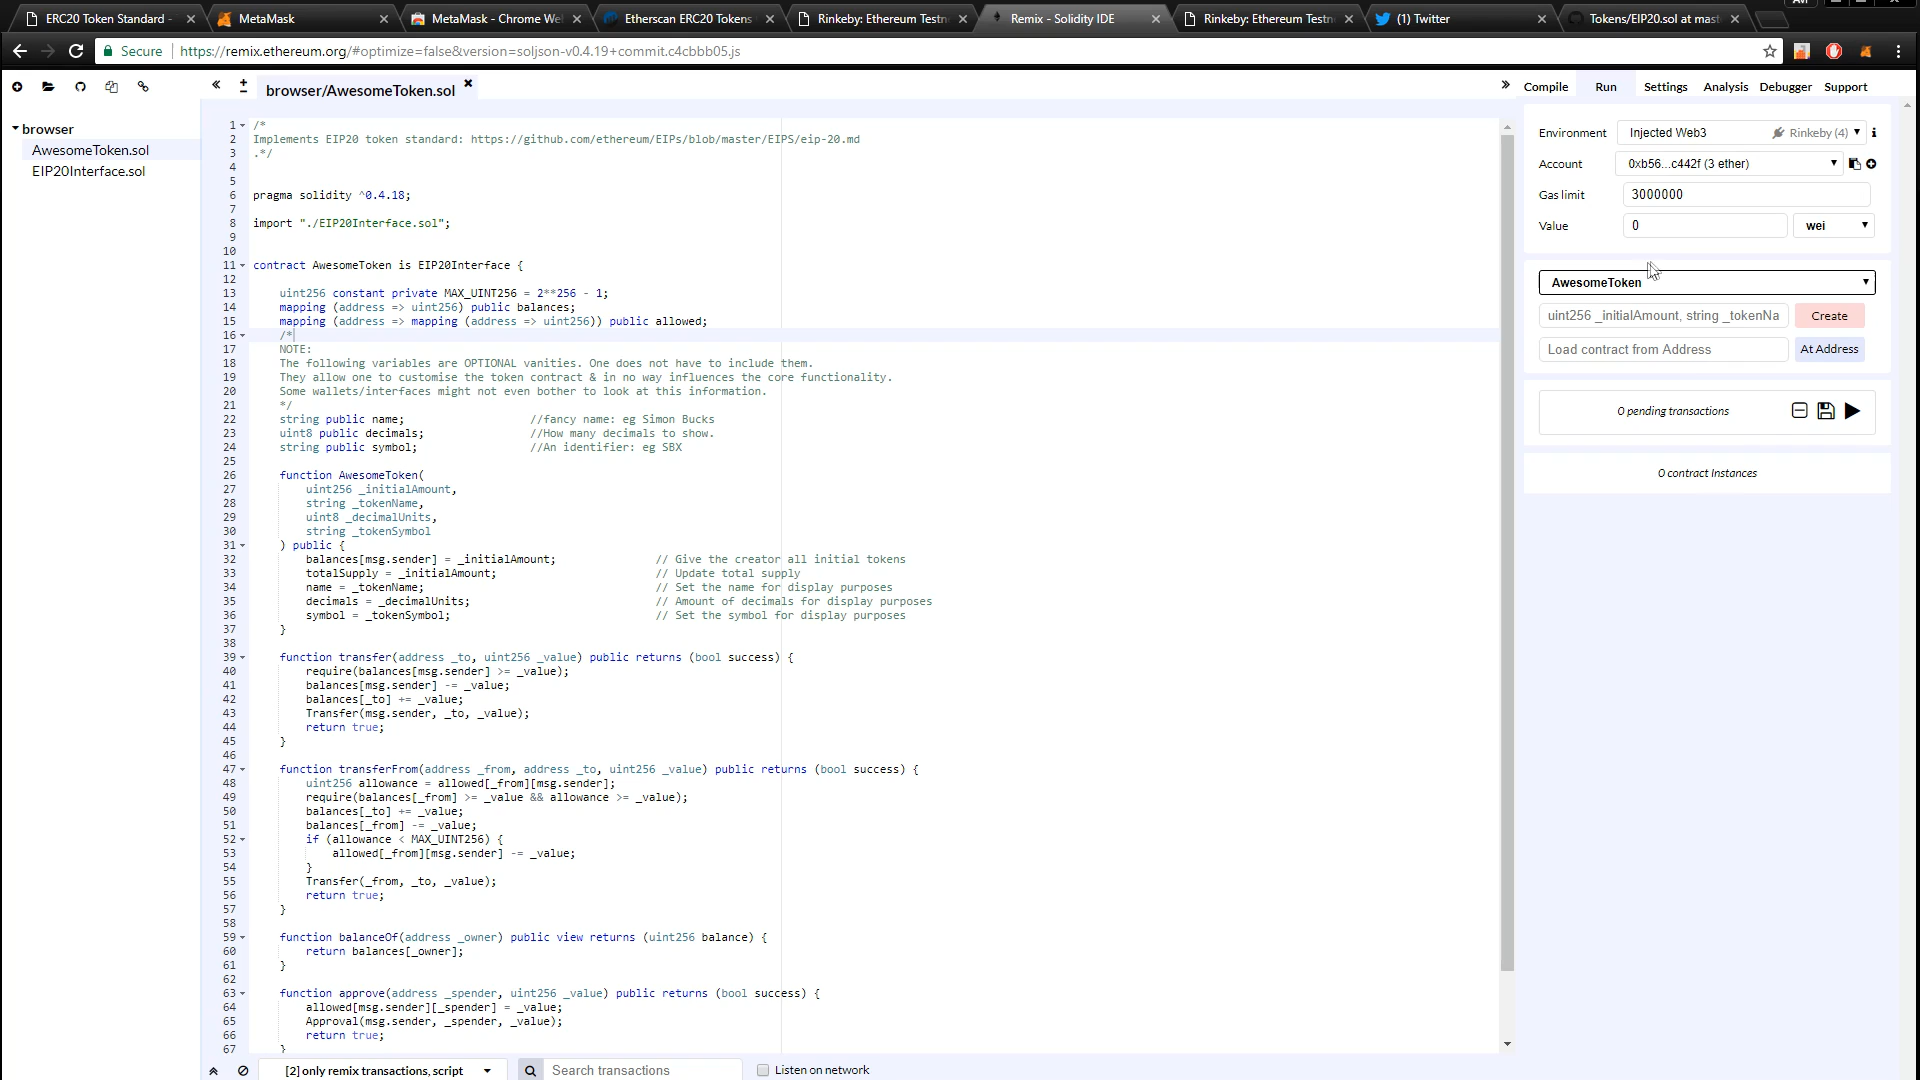 ERC20 Token Standard -
MetaMask
MetaMask - Chrome We
Etherscan ERC20 Tokens
Rinkeby: Ethereum Testn
Remix - Solidity IDE
Rinkeby: Ethereum Testn
(1) Twitter
Tokens/EIP20.sol at mast
Secure
https://remix.ethereum.org/#optimize=false&version=soljson-v0.4.19+commit.c4cbbb05.js
browser/AwesomeToken.sol
Compile
Run
Settings
Analysis
Debugger
Support
browser
AwesomeToken.sol
EIP20Interface.sol
1 /*
2 Implements EIP20 token standard: https://github.com/ethereum/EIPs/blob/master/EIPS/eip-20.md
3 .*/
4
5
6 pragma solidity ^0.4.18;
7
8 import "./EIP20Interface.sol";
9
10
11 contract AwesomeToken is EIP20Interface {
12
13 uint256 constant private MAX_UINT256 = 2**256 - 1;
14 mapping (address => uint256) public balances;
15 mapping (address => mapping (address => uint256)) public allowed;
16 /*
17 NOTE:
18 The following variables are OPTIONAL vanities. One does not have to include them.
19 They allow one to customise the token contract & in no way influences the core functionality.
20 Some wallets/interfaces might not even bother to look at this information.
21 */
22 string public name; //fancy name: eg Simon Bucks
23 uint8 public decimals; //How many decimals to show.
24 string public symbol; //An identifier: eg SBX
25
26 function AwesomeToken(
27 uint256 _initialAmount,
28 string _tokenName,
29 uint8 _decimalUnits,
30 string _tokenSymbol
31 ) public {
32 balances[msg.sender] = _initialAmount; // Give the creator all initial tokens
33 totalSupply = _initialAmount; // Update total supply
34 name = _tokenName; // Set the name for display purposes
35 decimals = _decimalUnits; // Amount of decimals for display purposes
36 symbol = _tokenSymbol; // Set the symbol for display purposes
37 }
38
39 function transfer(address _to, uint256 _value) public returns (bool success) {
40 require(balances[msg.sender] >= _value);
41 balances[msg.sender] -= _value;
42 balances[_to] += _value;
43 Transfer(msg.sender, _to, _value);
44 return true;
45 }
46
47 function transferFrom(address _from, address _to, uint256 _value) public returns (bool success) {
48 uint256 allowance = allowed[_from][msg.sender];
49 require(balances[_from] >= _value && allowance >= _value);
50 balances[_to] += _value;
51 balances[_from] -= _value;
52 if (allowance < MAX_UINT256) {
53 allowed[_from][msg.sender] -= _value;
54 }
55 Transfer(_from, _to, _value);
56 return true;
57 }
58
59 function balanceOf(address _owner) public view returns (uint256 balance) {
60 return balances[_owner];
61 }
62
63 function approve(address _spender, uint256 _value) public returns (bool success) {
64 allowed[msg.sender][_spender] = _value;
65 Approval(msg.sender, _spender, _value);
66 return true;
67 }
Environment Injected Web3 Rinkeby (4)
Account 0xb56...c442f (3 ether)
Gas limit 3000000
Value 0 wei
AwesomeToken
uint256 _initialAmount, string _tokenNa Create
Load contract from Address At Address
0 pending transactions
0 contract Instances
[2] only remix transactions, script
Search transactions
Listen on network